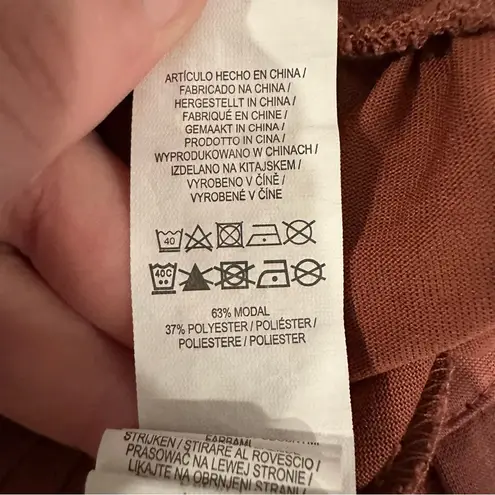 ARTÍCULO HECHO EN CHINA /
FABRICADO NA CHINA /
HERGESTELLT IN CHINA /
FABRIQUÉ EN CHINE /
GEMAAKT IN CHINA /
PRODOTTO IN CINA /
WYPRODUKOWANO W CHINACH /
IZDELANO NA KITAJSKEM /
VYROBENO V ČÍNĚ /
VYROBENÉ V ČÍNE
40
40C
63% MODAL
37% POLYESTER / POLIÉSTER /
POLIESTERE / POLIESTER
STRIJKEN / STIRARE AL ROVESCIO /
PRASOWAĆ NA LEWEJ STRONIE /
LIKAJTE NA OBRNJENI STRANI /